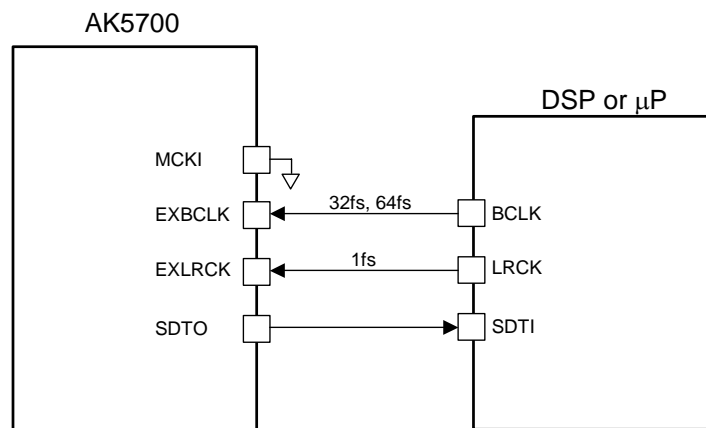 AK5700
DSP or μP
MCKI
EXBCLK
32fs, 64fs
BCLK
EXLRCK
1fs
LRCK
SDTO
SDTI